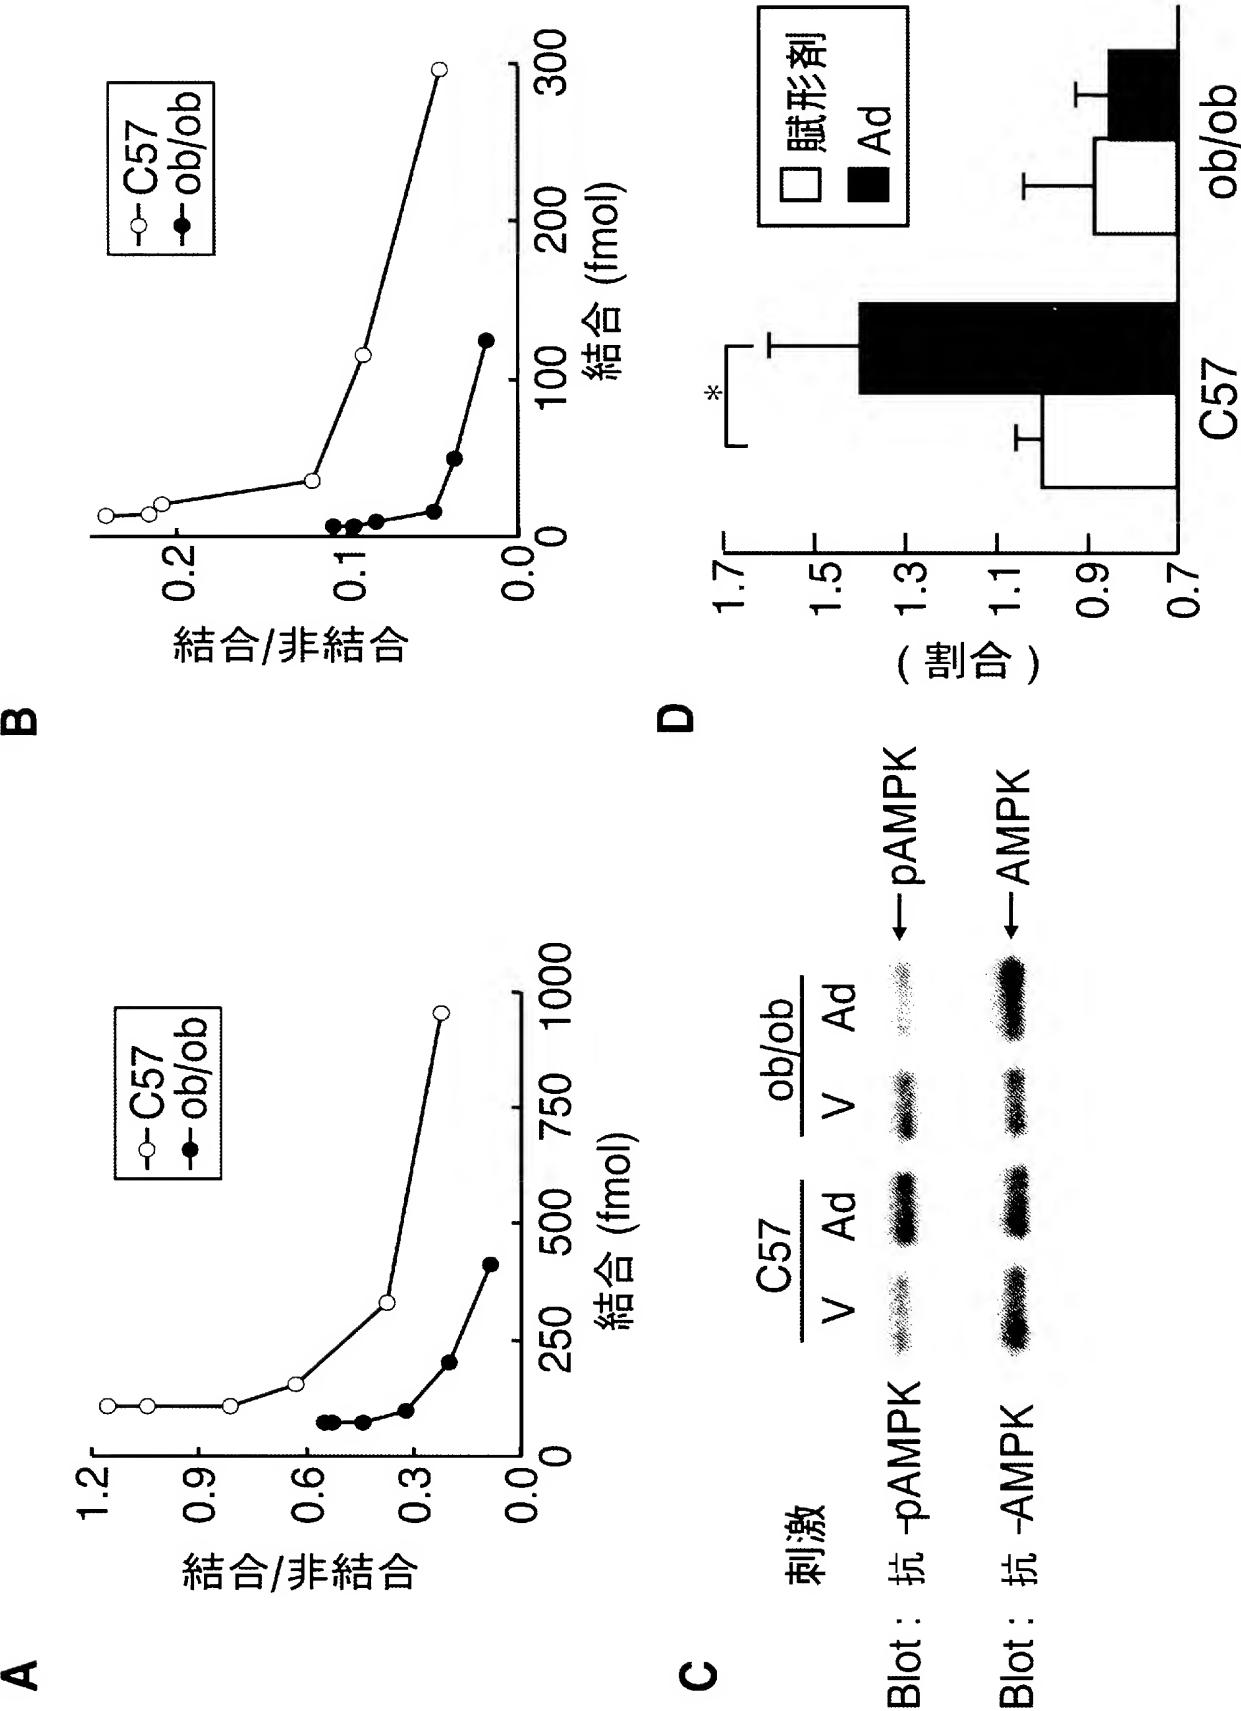 A
結合/非結合
1.2
0.9
0.6
0.3
0.0
C57
ob/ob
0 250 500 750 1000
結合 (fmol)
B
結合/非結合
0.2
0.1
0.0
C57
ob/ob
0 100 200 300
結合 (fmol)
C
C57 ob/ob
刺激 V Ad V Ad
Blot : 抗 -pAMPK ←pAMPK
Blot : 抗 -AMPK ←AMPK
D
(割合)
1.7
1.5
1.3
1.1
0.9
0.7
*
賦形剤
Ad
C57 ob/ob